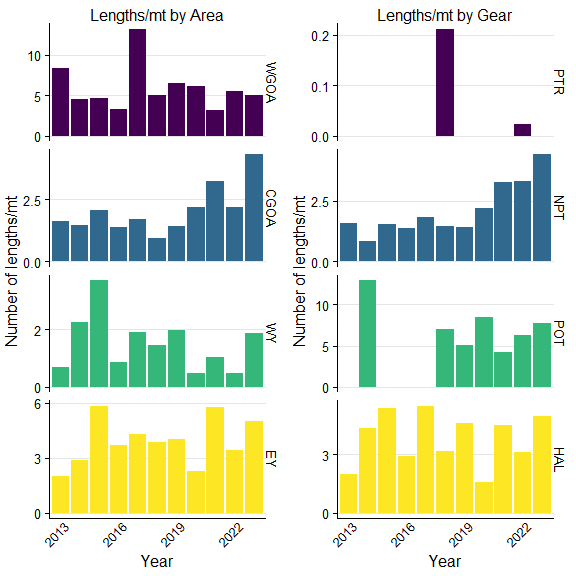 Lengths/mt by Area
Number of lengths/mt
10
5
0
WGOA
2.5
0.0
CGOA
2
0
WY
6
3
0
EY
2013
2016
2019
2022
Year
Lengths/mt by Gear
Number of lengths/mt
0.2
0.1
0.0
PTR
2.5
0.0
NPT
10
5
0
POT
3
0
HAL
2013
2016
2019
2022
Year